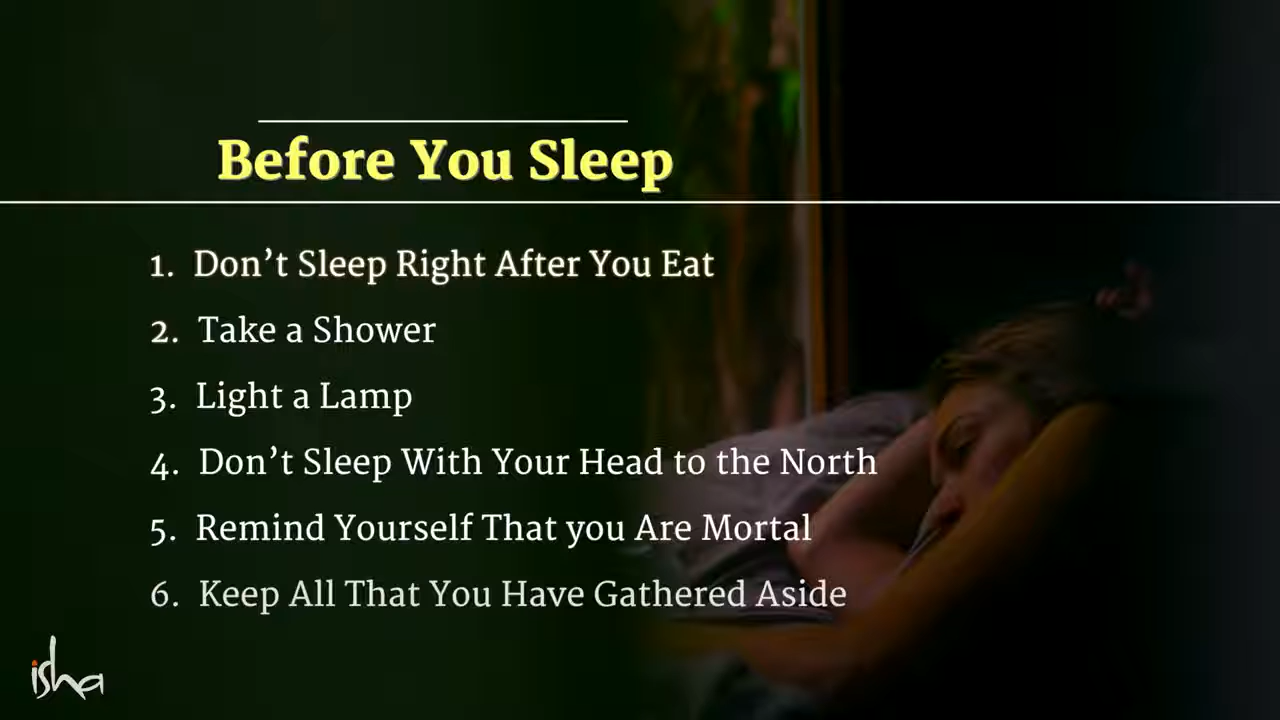 Before You Sleep
1. Don’t Sleep Right After You Eat
2. Take a Shower
3. Light a Lamp
4. Don’t Sleep With Your Head to the North
5. Remind Yourself That you Are Mortal
6. Keep All That You Have Gathered Aside
isha